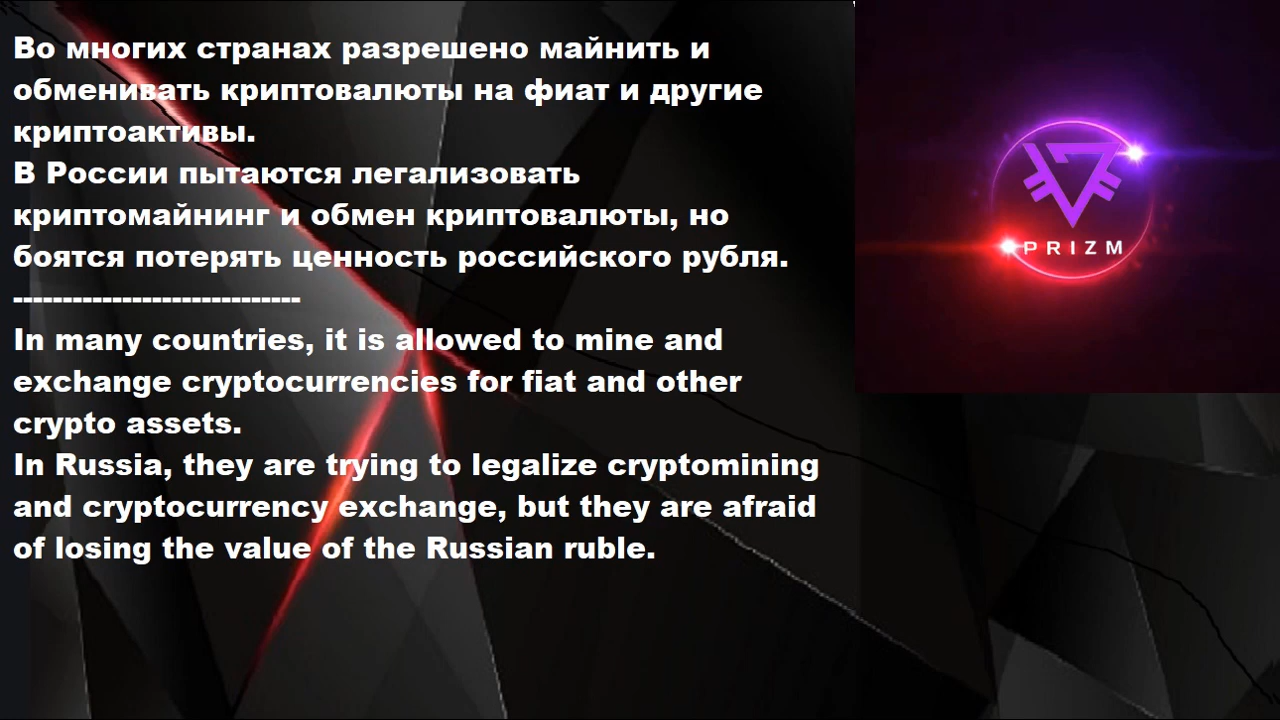 Во многих странах разрешено майнить и
обменивать криптовалюты на фиат и другие
криптоактивы.
В России пытаются легализовать
криптомайнинг и обмен криптовалюты, но
боятся потерять ценность российского рубля.
-----------------------------
In many countries, it is allowed to mine and
exchange cryptocurrencies for fiat and other
crypto assets.
In Russia, they are trying to legalize cryptomining
and cryptocurrency exchange, but they are afraid
of losing the value of the Russian ruble.
PRIZM